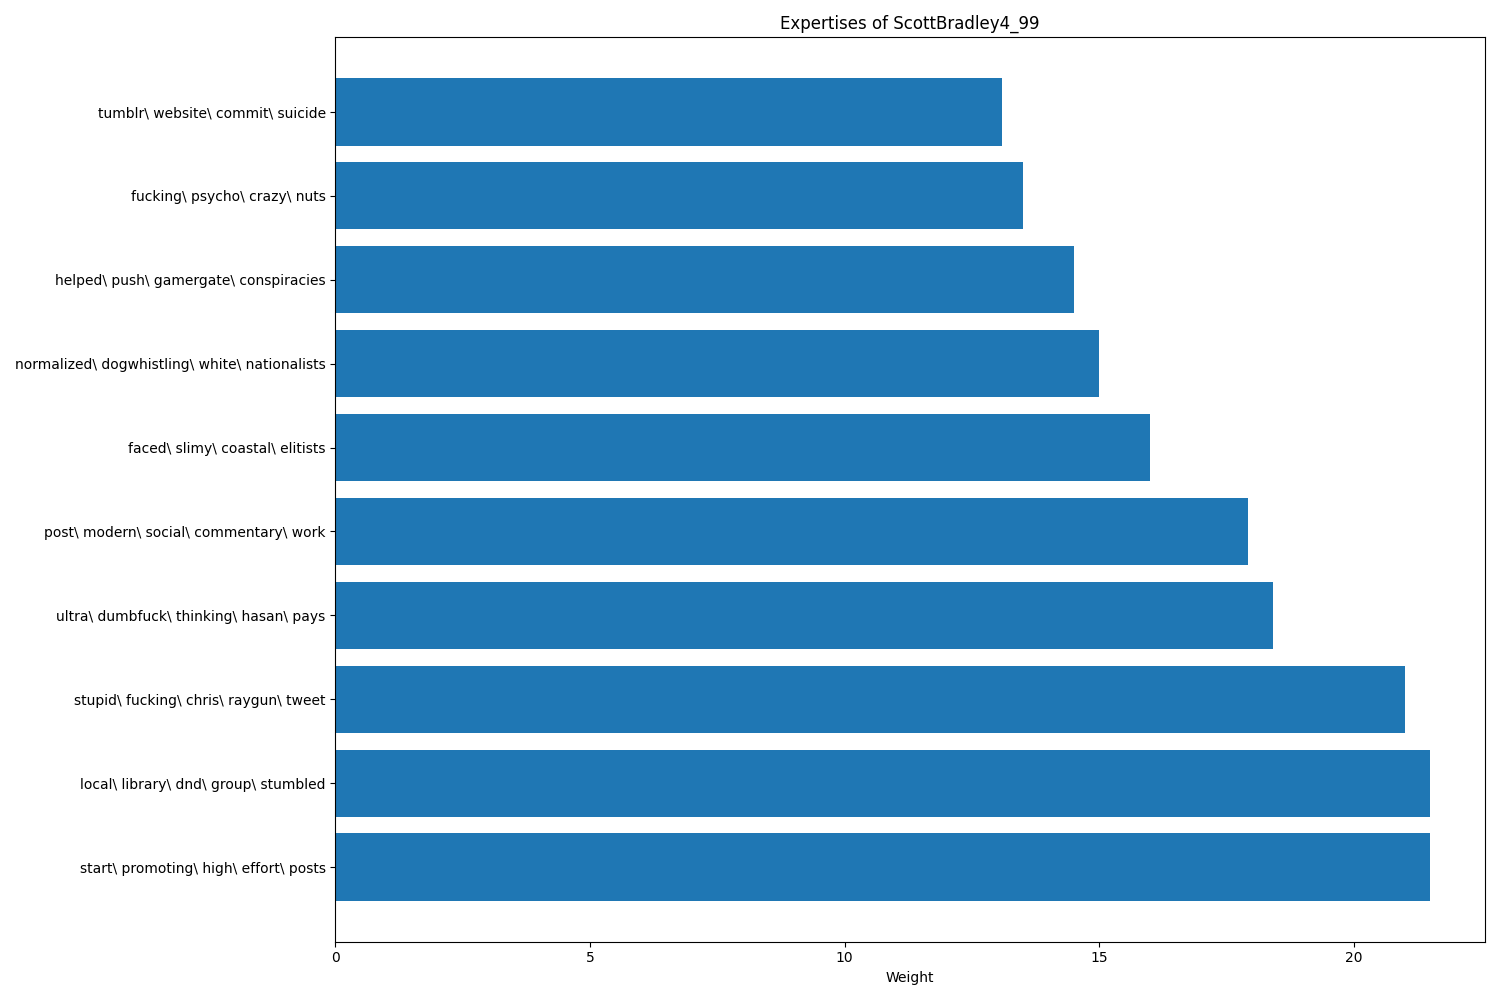 Expertises of ScottBradley4_99
tumblr\ website\ commit\ suicide
fucking\ psycho\ crazy\ nuts
helped\ push\ gamergate\ conspiracies
normalized\ dogwhistling\ white\ nationalists
faced\ slimy\ coastal\ elitists
post\ modern\ social\ commentary\ work
ultra\ dumbfuck\ thinking\ hasan\ pays
stupid\ fucking\ chris\ raygun\ tweet
local\ library\ dnd\ group\ stumbled
start\ promoting\ high\ effort\ posts
0 5 10 15 20
Weight